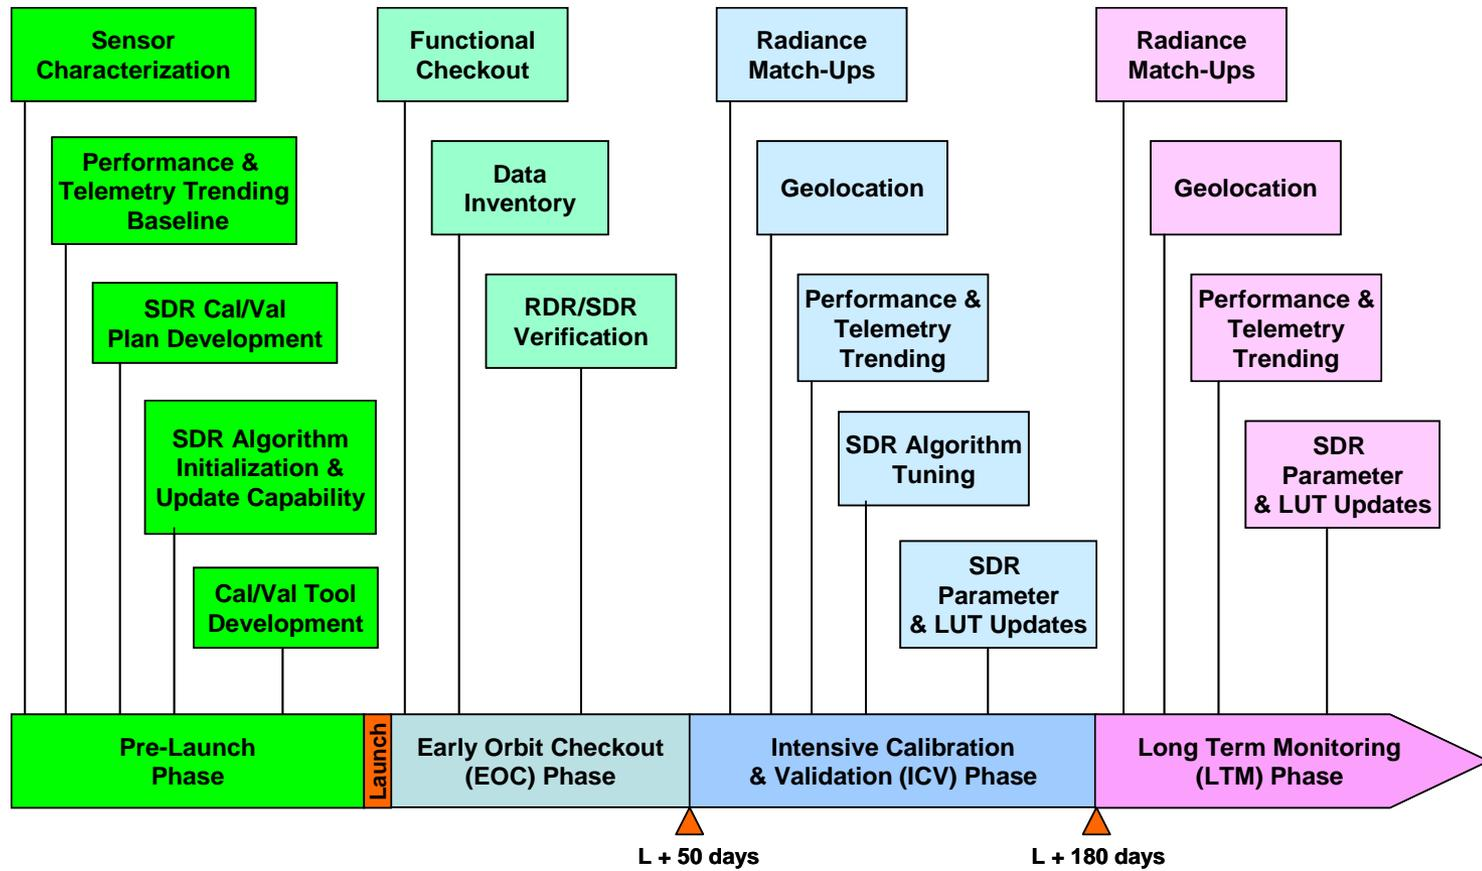 Sensor
Characterization
Performance &
Telemetry Trending
Baseline
SDR Cal/Val
Plan Development
SDR Algorithm
Initialization &
Update Capability
Cal/Val Tool
Development
Functional
Checkout
Data
Inventory
RDR/SDR
Verification
Radiance
Match-Ups
Geolocation
Performance &
Telemetry
Trending
SDR Algorithm
Tuning
SDR
Parameter
& LUT Updates
Radiance
Match-Ups
Geolocation
Performance &
Telemetry
Trending
SDR
Parameter
& LUT Updates
Pre-Launch
Phase
Launch
Early Orbit Checkout
(EOC) Phase
Intensive Calibration
& Validation (ICV) Phase
Long Term Monitoring
(LTM) Phase
L + 50 days
L + 180 days